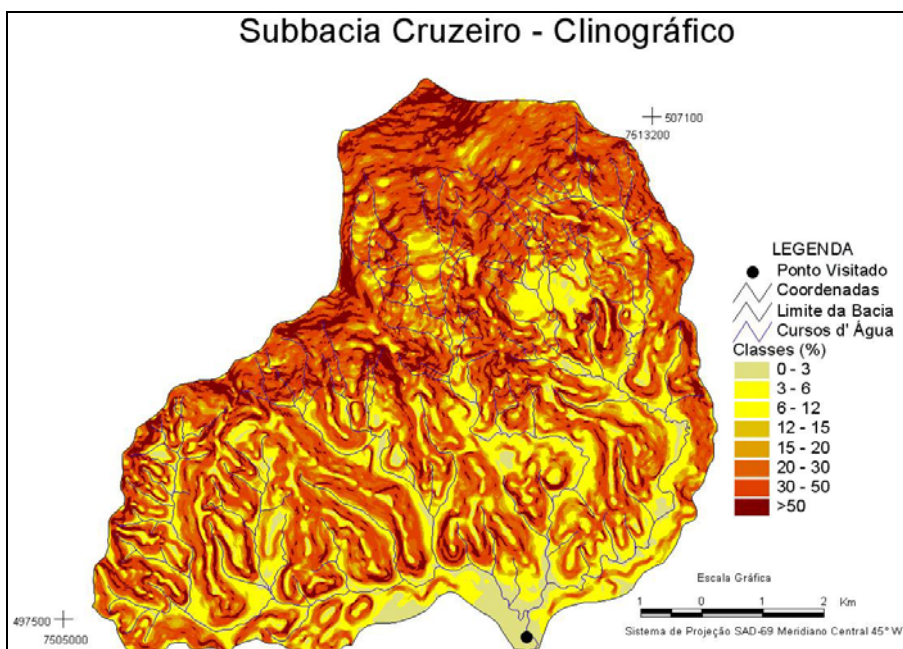 Subbacia Cruzeiro - Clinográfico
507100
7513200
LEGENDA
Ponto Visitado
Coordenadas
Limite da Bacia
Cursos d' Água
Classes (%)
0 - 3
3 - 6
6 - 12
12 - 15
15 - 20
20 - 30
30 - 50
>50
Escala Gráfica
1 0 1 2 Km
Sistema de Projeção SAD-69 Meridiano Central 45° W
497500
7505000